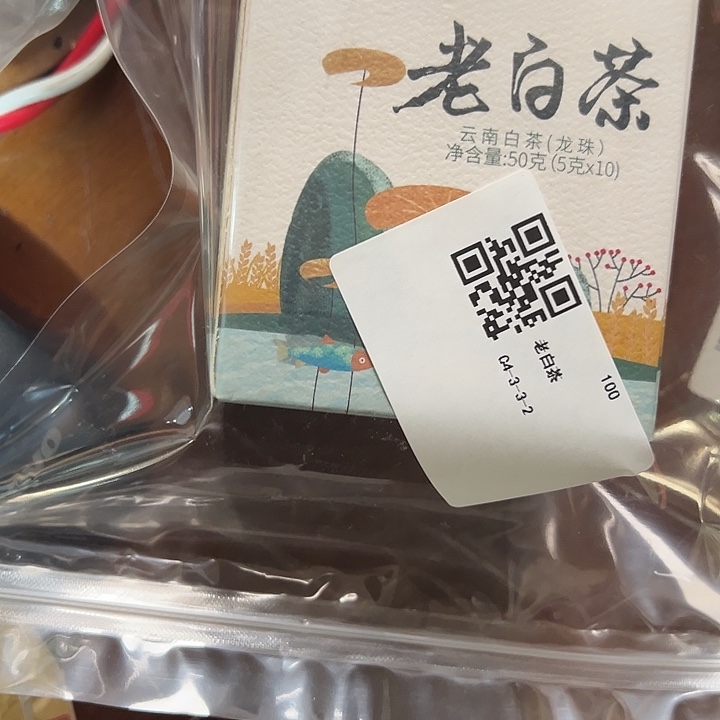 老白茶
云南白茶(龙珠)
净含量:50克(5克x10)
老白茶
C4-3-3-2
100